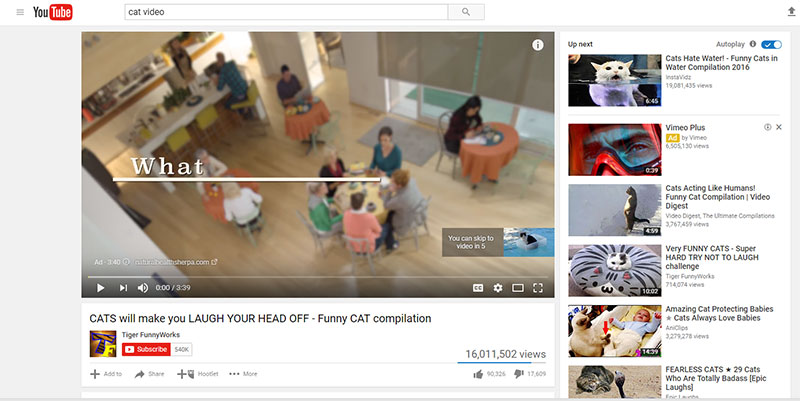 YouTube
cat video
What
You can skip to
video in 5
Ad · 3:40
naturalhealthsherpa.com
0:00 / 3:39
CC
CATS will make you LAUGH YOUR HEAD OFF - Funny CAT compilation
Tiger FunnyWorks
Subscribe 540K
16,011,502 views
Add to
Share
Hootlet
More
90,326
17,609
Up next
Autoplay
Cats Hate Water! - Funny Cats in
Water Compilation 2016
InstaVidz
19,081,435 views
6:45
Vimeo Plus
Ad by Vimeo
6,505,130 views
0:39
Cats Acting Like Humans!
Funny Cat Compilation | Video
Digest
Video Digest, The Ultimate Compilations
3,767,459 views
4:59
Very FUNNY CATS - Super
HARD TRY NOT TO LAUGH
challenge
Tiger FunnyWorks
714,074 views
10:02
Amazing Cat Protecting Babies
★ Cats Always Love Babies
AniClips
3,279,278 views
14:39
FEARLESS CATS ★ 29 Cats
Who Are Totally Badass [Epic
Laughs]
Epic Laughs